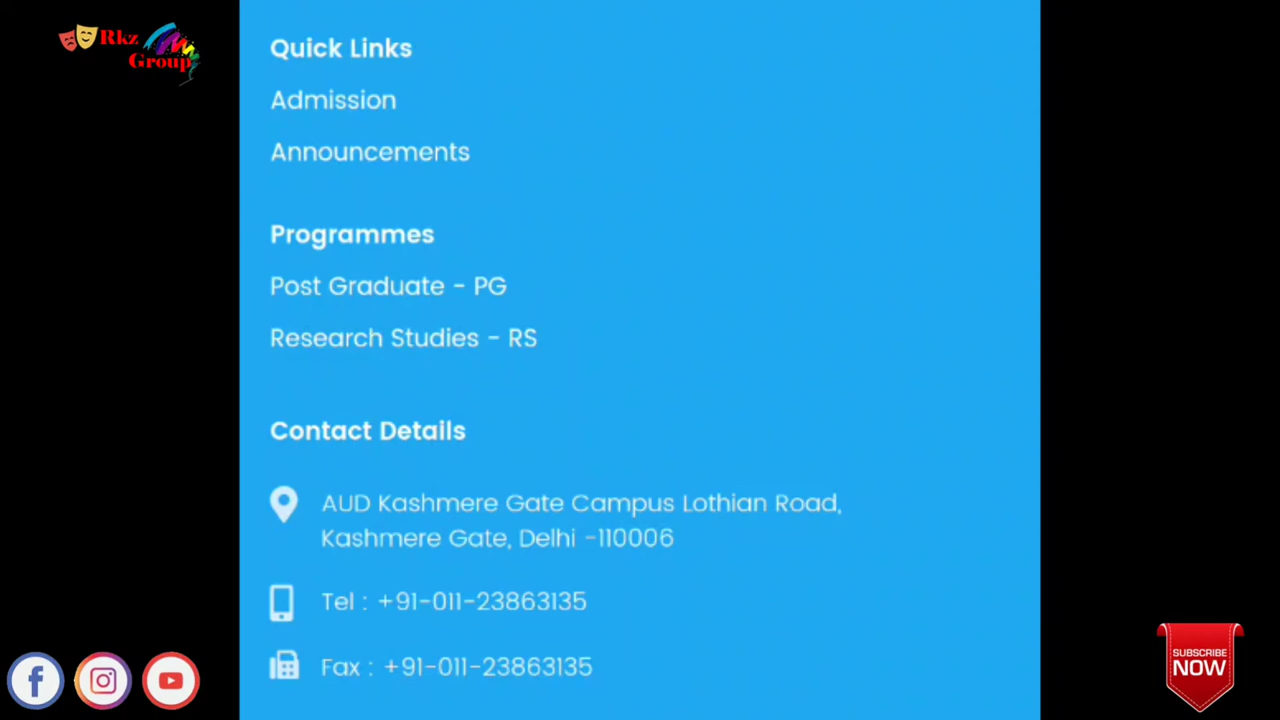 Rkz
Group
Quick Links
Admission
Announcements
Programmes
Post Graduate - PG
Research Studies - RS
Contact Details
AUD Kashmere Gate Campus Lothian Road,
Kashmere Gate, Delhi -110006
Tel : +91-011-23863135
Fax : +91-011-23863135
SUBSCRIBE
NOW